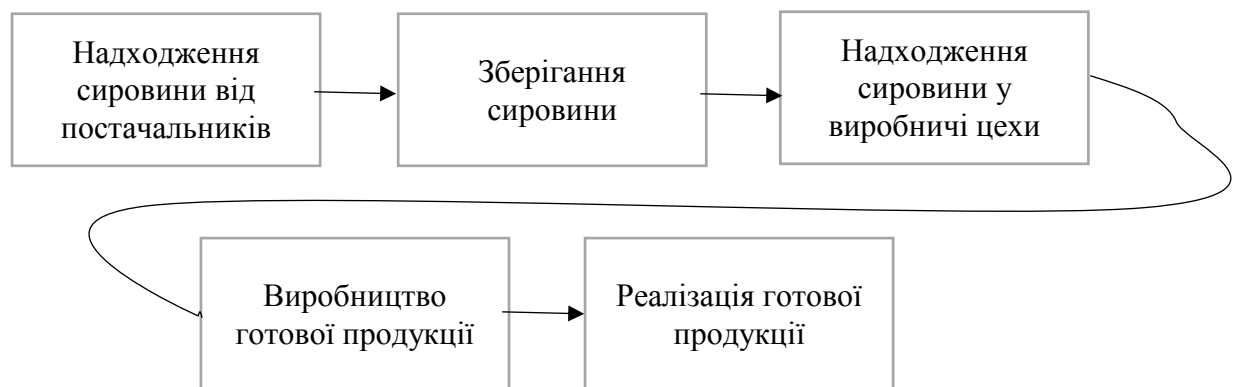 Надходження
сировини від
постачальників
Зберігання
сировини
Надходження
сировини у
виробничі цехи
Виробництво
готової продукції
Реалізація готової
продукції